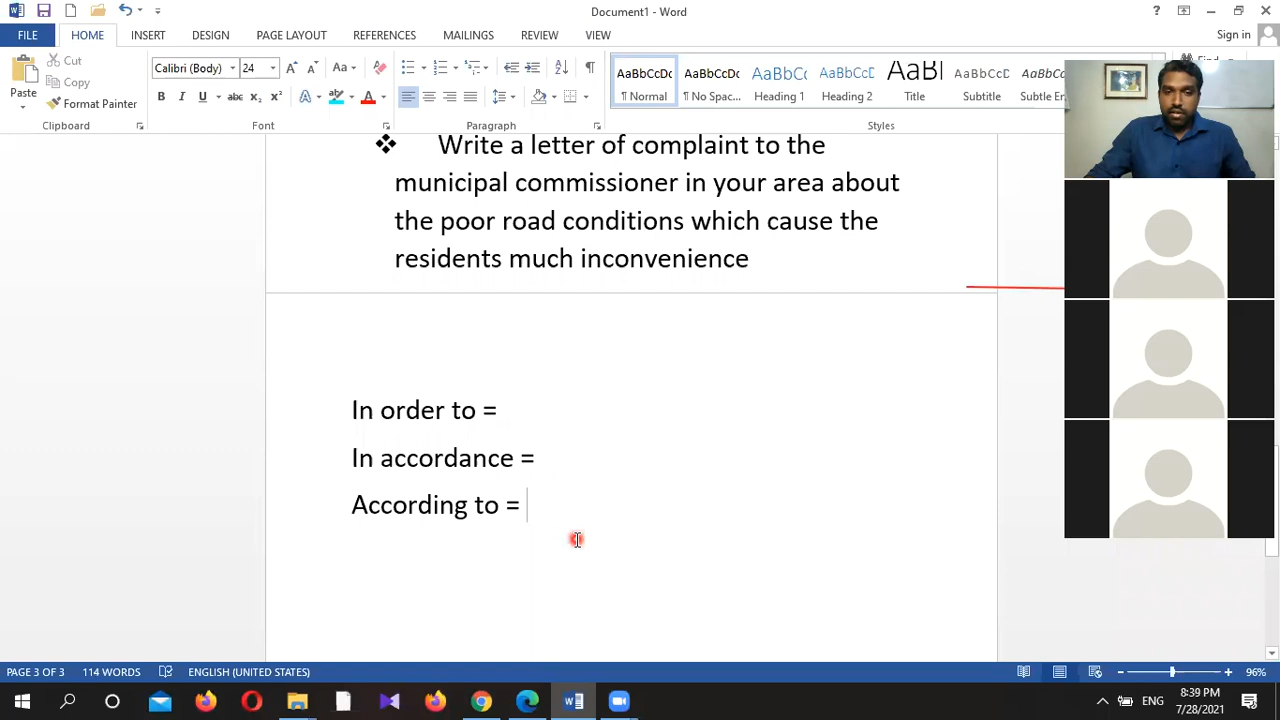 Document1 - Word
FILE HOME INSERT DESIGN PAGE LAYOUT REFERENCES MAILINGS REVIEW VIEW Sign in
Paste Cut Copy Format Painter
Calibri (Body) 24
AaBbCcDc AaBbCcDc AaBbCc AaBbCcC AaBl AaBbCcD
¶ Normal ¶ No Spac... Heading 1 Heading 2 Title Subtitle Subtle Em
Clipboard Font Paragraph Styles
❖ Write a letter of complaint to the
municipal commissioner in your area about
the poor road conditions which cause the
residents much inconvenience
In order to =
In accordance =
According to =
PAGE 3 OF 3 114 WORDS ENGLISH (UNITED STATES) 96%
ENG 8:39 PM
7/28/2021